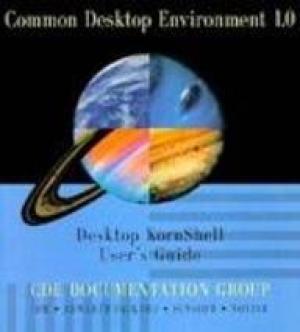 Common Desktop Environment 1.0
Desktop KornShell
User's Guide
CDE DOCUMENTATION GROUP